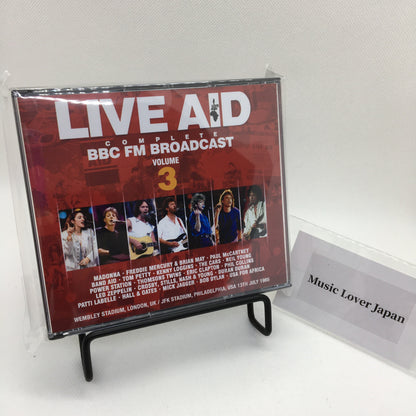 LIVE AID
COMPLETE
BBC FM BROADCAST
VOLUME
3
MADONNA · FREDDIE MERCURY & BRIAN MAY · PAUL McCARTNEY
BAND AID · TOM PETTY · KENNY LOGGINS · THE CARS · NEIL YOUNG
POWER STATION · THOMPSONS TWINS · ERIC CLAPTON · PHIL COLLINS
LED ZEPPELIN · CROSBY, STILLS, NASH & YOUNG · DURAN DURAN
PATTI LABELLE · HALL & OATES · MICK JAGGER · BOB DYLAN · USA FOR AFRICA
WEMBLEY STADIUM, LONDON, UK / JFK STADIUM, PHILADELPHIA, USA 13TH JULY 1985
Music Lover Japan